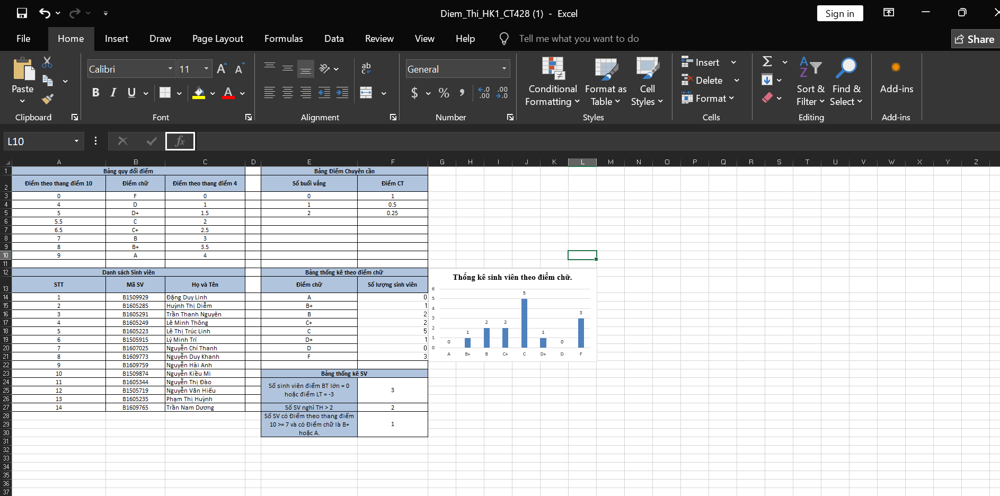 Diem_Thi_HK1_CT428 (1) - Excel
Sign in
File Home Insert Draw Page Layout Formulas Data Review View Help Tell me what you want to do Share
Paste
Clipboard
Calibri 11
B I U A
Font
ab
c
Alignment
General
$ % ,
Number
Conditional Formatting
Format as Table
Cell Styles
Styles
Insert
Delete
Format
Cells
Sort & Filter
Find & Select
Editing
Add-ins
Add-ins
L10 fx
A B C D E F G H I J K L M N O P Q R S T U V W X Y Z
1 Bảng quy đổi điểm Bảng Điểm Chuyên cần
2 Điểm theo thang điểm 10 Điểm chữ Điểm theo thang điểm 4 Số buổi vắng Điểm CT
3 0 F 0 0 1
4 4 D 1 1 0.5
5 5 D+ 1.5 2 0.25
6 5.5 C 2
7 6.5 C+ 2.5
8 7 B 3
9 8 B+ 3.5
10 9 A 4
11
12 Danh sách Sinh viên Bảng thống kê theo điểm chữ
13 STT Mã SV Họ và Tên Điểm chữ Số lượng sinh viên
14 1 B1509929 Đặng Duy Linh A 0
15 2 B1605285 Huỳnh Thị Diễm B+ 1
16 3 B1605291 Trần Thanh Nguyên B 2
17 4 B1605249 Lê Minh Thông C+ 2
18 5 B1605223 Lê Thị Trúc Linh C 5
19 6 B1505915 Lý Minh Trí D+ 1
20 7 B1607025 Nguyễn Chí Thanh D 0
21 8 B1609773 Nguyễn Duy Khanh F 3
22 9 B1609759 Nguyễn Hải Anh
23 10 B1509874 Nguyễn Kiều Mi Bảng thống kê SV
24 11 B1605344 Nguyễn Thị Đào
25 12 B1505719 Nguyễn Văn Hiếu
26 13 B1605235 Phạm Thị Huỳnh
27 14 B1609765 Trần Nam Dương
28
29
30
31
32
33
34
35
36
37
Số sinh viên điểm BT lớn = 0
hoặc điểm LT = -3
3
Số SV nghỉ TH > 2 2
Số SV có Điểm theo thang điểm
10 >= 7 và có Điểm chữ là B+
hoặc A.
1
Thống kê sinh viên theo điểm chữ.
6
5
4
3
2
1
0
0 1 2 2 5 1 0 3
A B+ B C+ C D+ D F